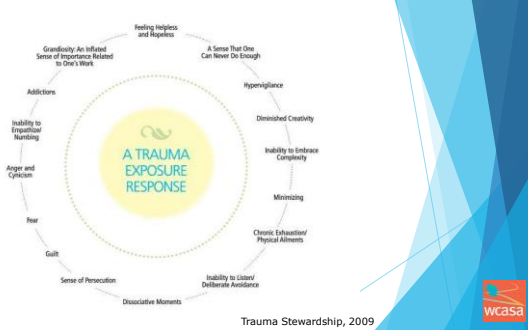 Feeling Helpless
and Hopeless
A Sense That One
Can Never Do Enough
Hypervigilance
Diminished Creativity
Inability to Embrace
Complexity
Minimizing
Chronic Exhaustion/
Physical Ailments
Inability to Listen/
Deliberate Avoidance
Dissociative Moments
Sense of Persecution
Guilt
Fear
Anger and
Cynicism
Inability to
Empathize/
Numbing
Addictions
Grandiosity: An Inflated
Sense of Importance Related
to One's Work
A TRAUMA
EXPOSURE
RESPONSE
Trauma Stewardship, 2009
wcasa